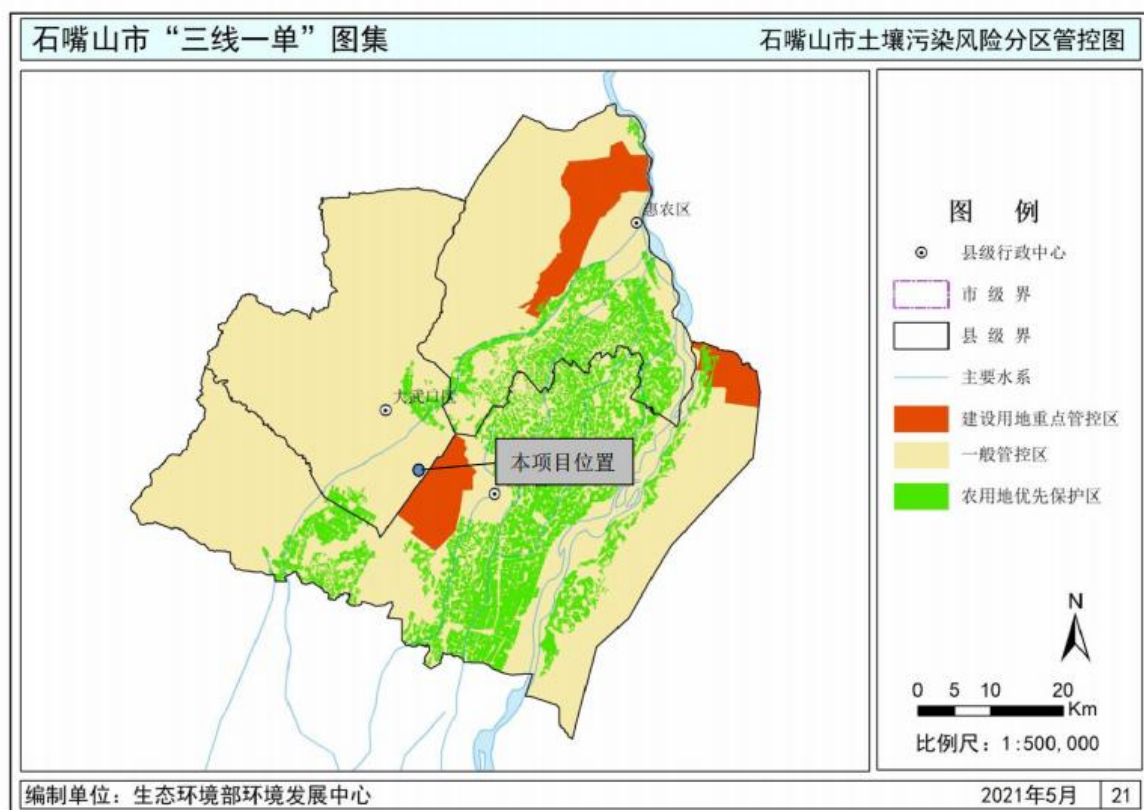 石嘴山市“三线一单”图集
石嘴山市土壤污染风险分区管控图
惠农区
大武口区
本项目位置
图 例
县级行政中心
市 级 界
县 级 界
主要水系
建设用地重点管控区
一般管控区
农用地优先保护区
N
0 5 10 20
Km
比例尺：1:500,000
编制单位：生态环境部环境发展中心
2021年5月
21